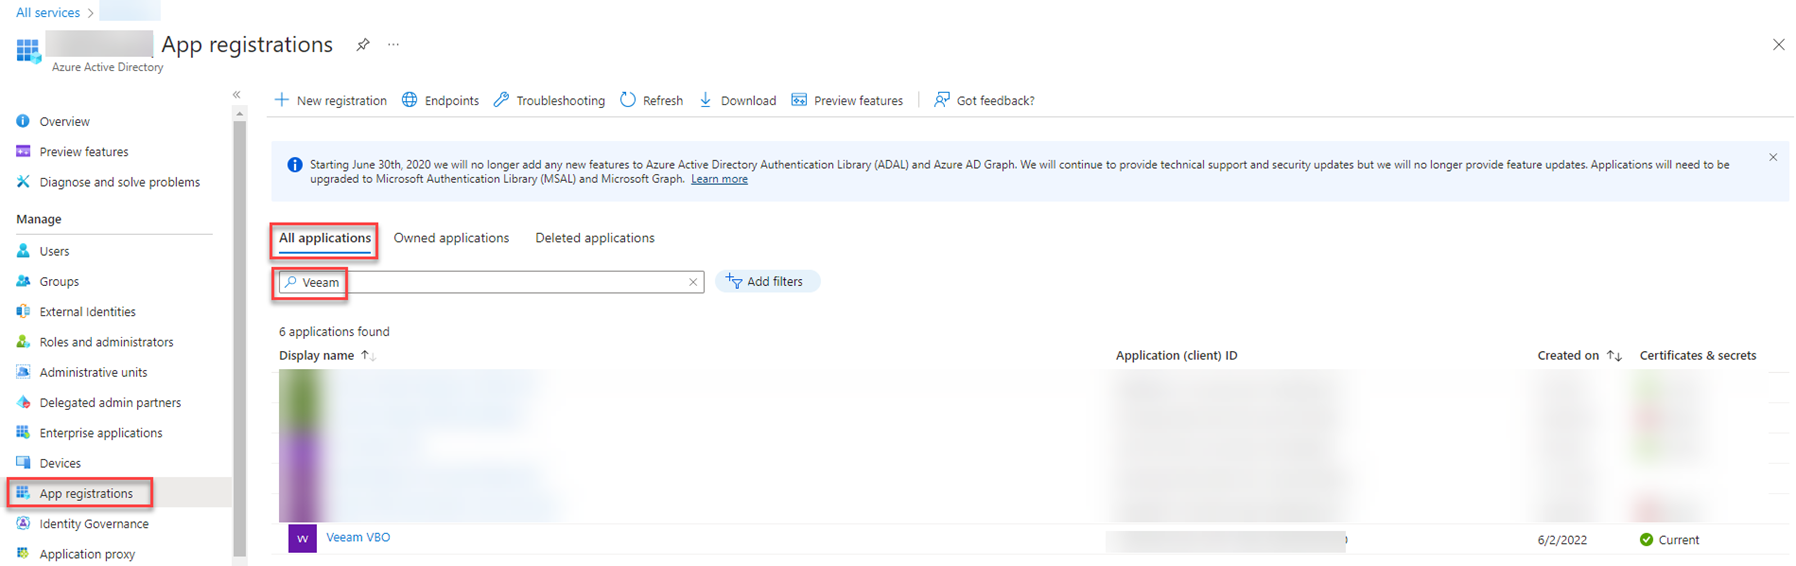 All services >
App registrations ...
Azure Active Directory
«
New registration Endpoints Troubleshooting Refresh Download Preview features Got feedback?
Overview
Preview features
Diagnose and solve problems
Manage
Users
Groups
External Identities
Roles and administrators
Administrative units
Delegated admin partners
Enterprise applications
Devices
App registrations
Identity Governance
Application proxy
Starting June 30th, 2020 we will no longer add any new features to Azure Active Directory Authentication Library (ADAL) and Azure AD Graph. We will continue to provide technical support and security updates but we will no longer provide feature updates. Applications will need to be
upgraded to Microsoft Authentication Library (MSAL) and Microsoft Graph. Learn more
All applications Owned applications Deleted applications
Veeam Add filters
6 applications found
Display name ↑↓ Application (client) ID Created on ↑↓ Certificates & secrets
W Veeam VBO 6/2/2022 Current